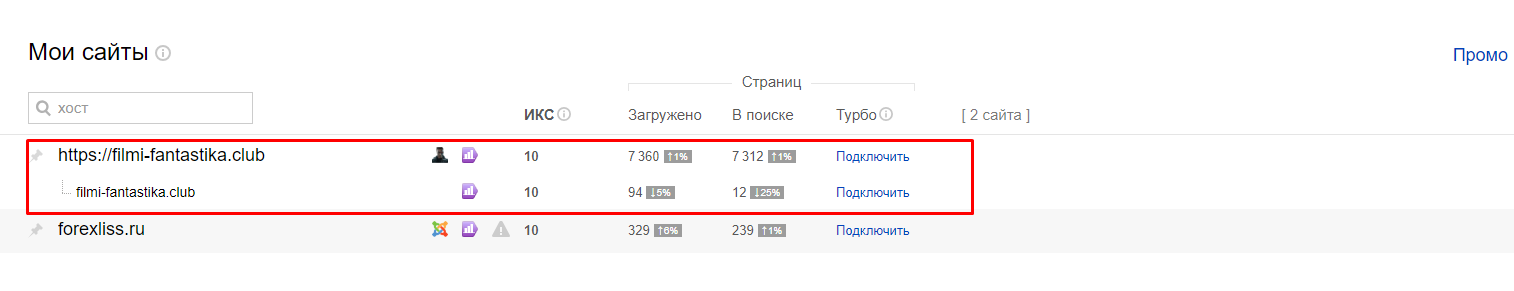 Мои сайты
Промо
Страниц
хост
ИКС Загружено В поиске Турбо [ 2 сайта ]
https://filmi-fantastika.club 10 7 360 ↑1% 7 312 ↑1% Подключить
filmi-fantastika.club 10 94 ↓5% 12 ↓25% Подключить
forexliss.ru 10 329 ↑6% 239 ↑1% Подключить